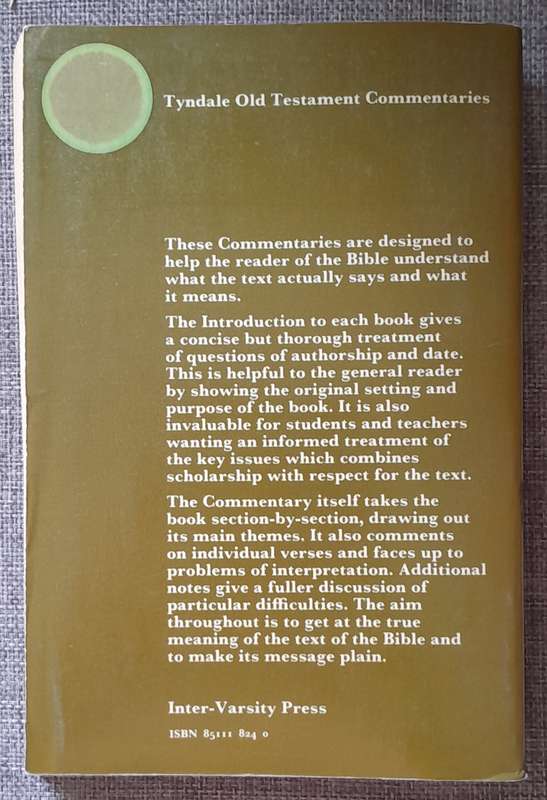 Tyndale Old Testament Commentaries
These Commentaries are designed to
help the reader of the Bible understand
what the text actually says and what
it means.
The Introduction to each book gives
a concise but thorough treatment
of questions of authorship and date.
This is helpful to the general reader
by showing the original setting and
purpose of the book. It is also
invaluable for students and teachers
wanting an informed treatment of
the key issues which combines
scholarship with respect for the text.
The Commentary itself takes the
book section-by-section, drawing out
its main themes. It also comments
on individual verses and faces up to
problems of interpretation. Additional
notes give a fuller discussion of
particular difficulties. The aim
throughout is to get at the true
meaning of the text of the Bible and
to make its message plain.
Inter-Varsity Press
ISBN 85111 824 0